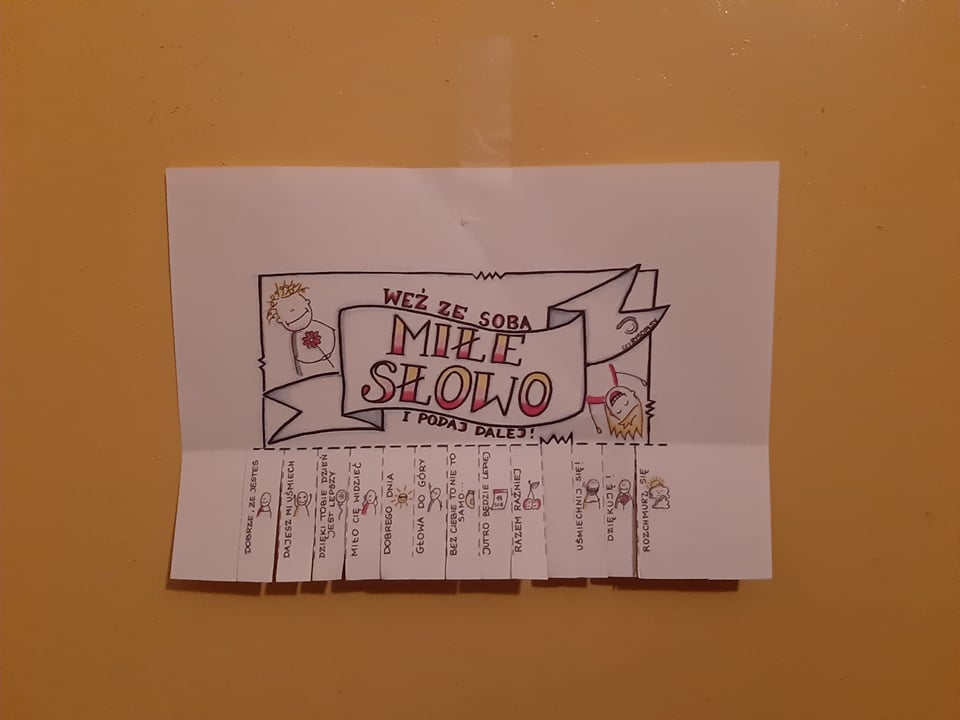 WEŹ ZE SOBĄ
MIŁE
SŁOWO
I PODAJ DALEJ!
DOBRZE, ŻE JESTEŚ
DAJESZ MI UŚMIECH
DZIĘKI TOBIE DZIEŃ
JEST LEPSZY
MIŁO CIĘ WIDZIEĆ
DOBREGO DNIA
GŁOWA DO GÓRY
BEZ CIEBIE TO NIE TO
SAMO...
JUTRO BĘDZIE LEPIEJ
RAZEM RAŹNIEJ
UŚMIECHNIJ SIĘ!
DZIĘKUJĘ!
ROZCHMURZ SIĘ